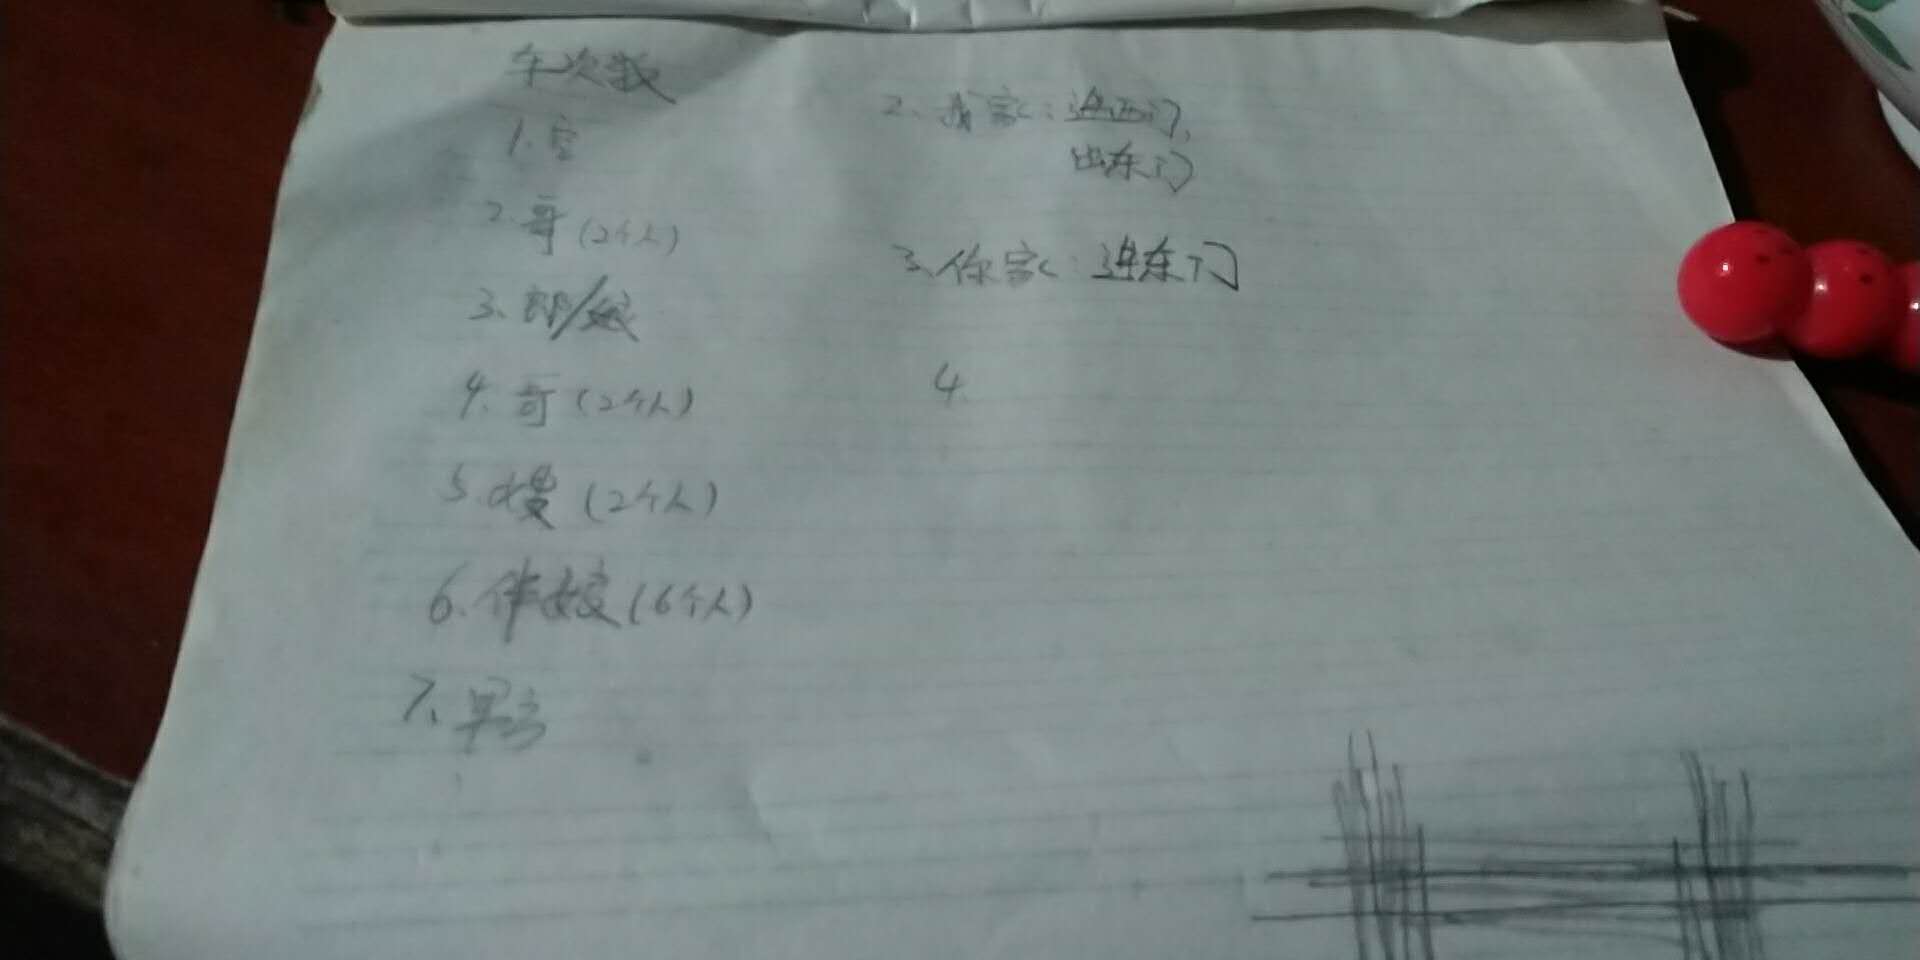 车次数
1. 空
2. 哥(2个人)
3. 郎/娘
4. 哥(2个人)
5. 嫂(2个人)
6. 伴娘(6个人)
7. 男方
2、我家:进西门,
出东门
3、你家:进东门
4.